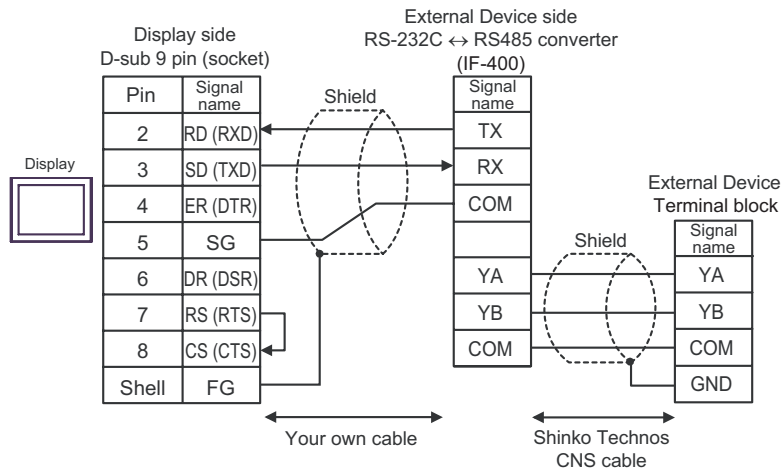 Display side
D-sub 9 pin (socket)
External Device side
RS-232C ↔ RS485 converter
(IF-400)
Pin
Signal
name
2
RD (RXD)
3
SD (TXD)
4
ER (DTR)
5
SG
6
DR (DSR)
7
RS (RTS)
8
CS (CTS)
Shell
FG
Display
Shield
Signal
name
TX
RX
COM
YA
YB
COM
Shield
External Device
Terminal block
Signal
name
YA
YB
COM
GND
Your own cable
Shinko Technos
CNS cable